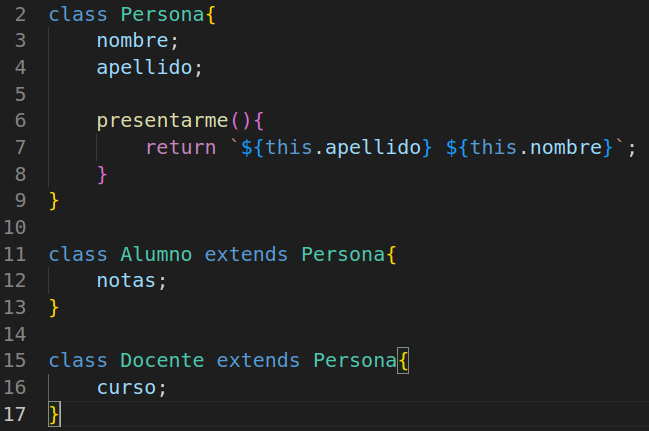 2 class Persona{
3     nombre;
4     apellido;
5
6     presentarme(){
7         return `${this.apellido} ${this.nombre}`;
8     }
9 }
10
11 class Alumno extends Persona{
12     notas;
13 }
14
15 class Docente extends Persona{
16     curso;
17 }